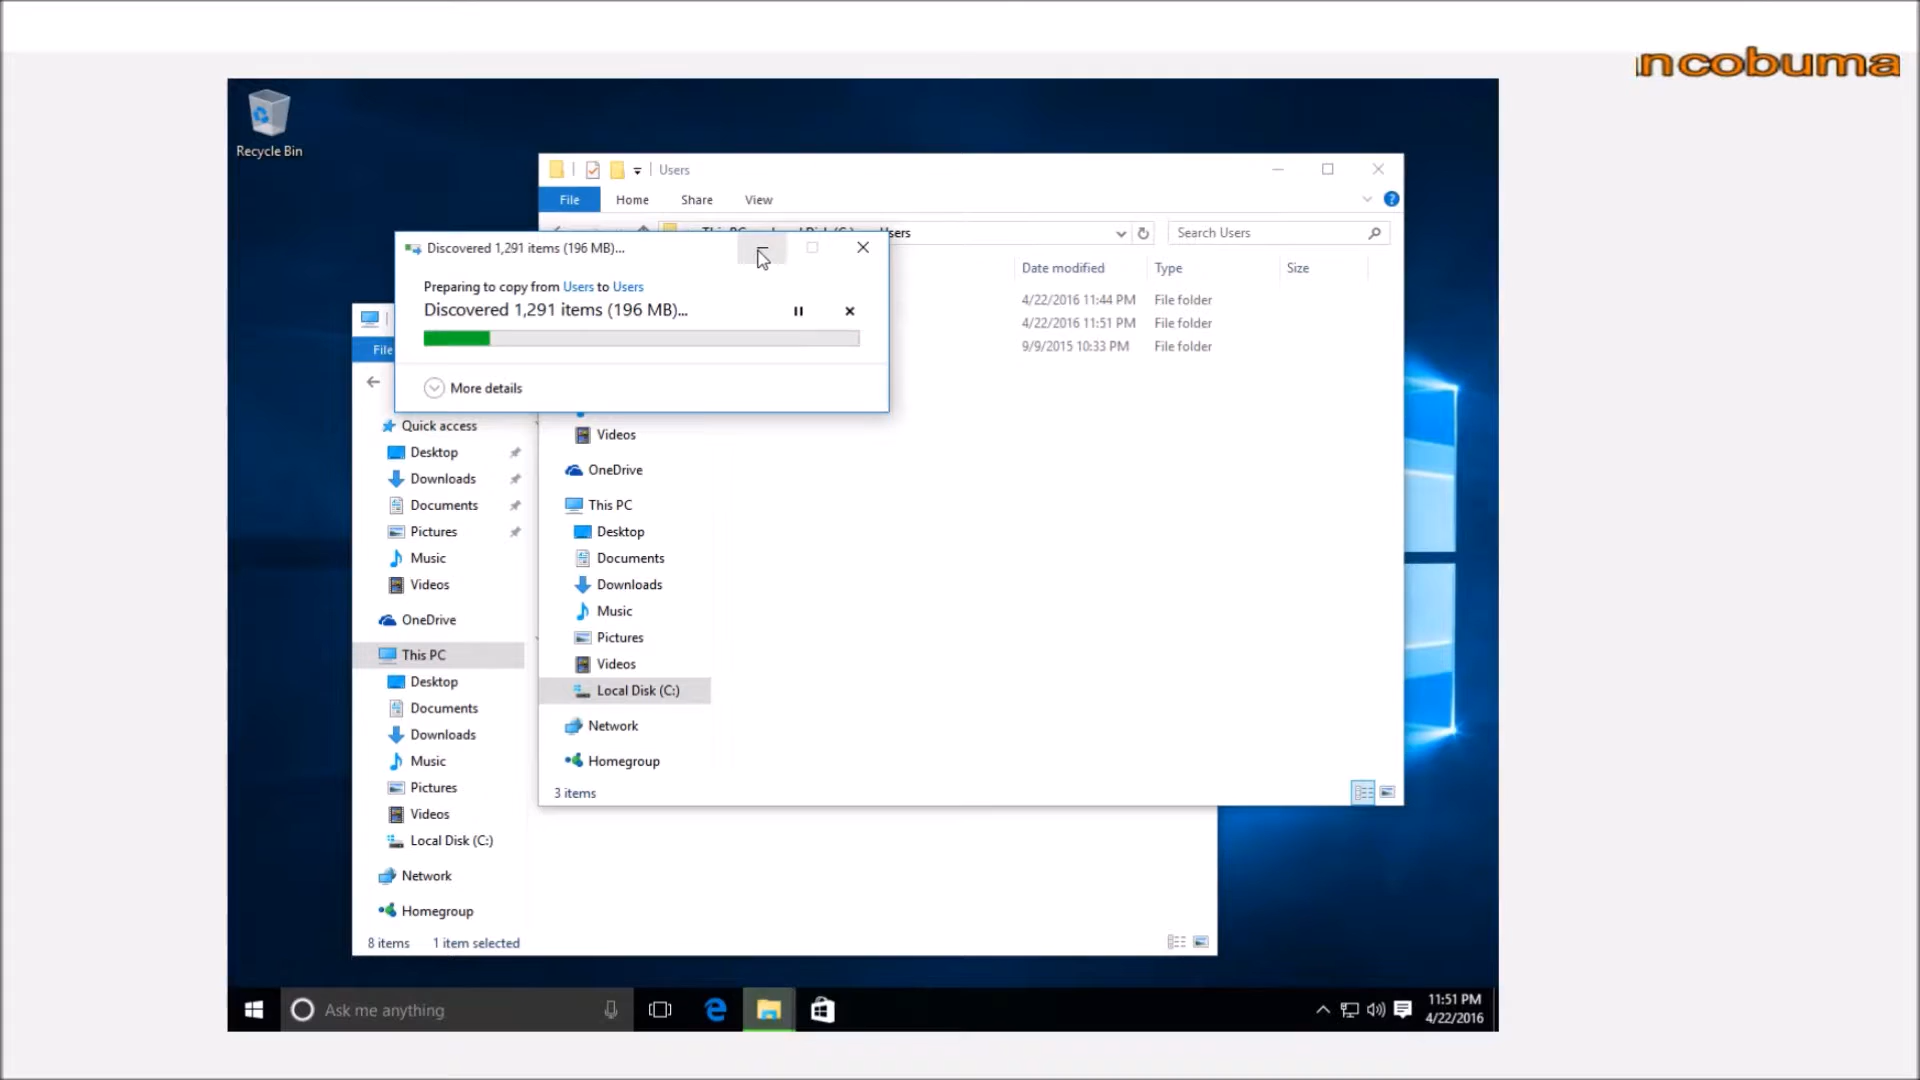 ncobuma
Recycle Bin
Users
File
Home
Share
View
Users
Search Users
Discovered 1,291 items (196 MB)...
Preparing to copy from Users to Users
Discovered 1,291 items (196 MB)...
More details
Date modified
Type
Size
4/22/2016 11:44 PM
File folder
4/22/2016 11:51 PM
File folder
9/9/2015 10:33 PM
File folder
File
Quick access
Desktop
Downloads
Documents
Pictures
Music
Videos
OneDrive
This PC
Desktop
Documents
Downloads
Music
Pictures
Videos
Local Disk (C:)
Network
Homegroup
8 items
1 item selected
Videos
OneDrive
This PC
Desktop
Documents
Downloads
Music
Pictures
Videos
Local Disk (C:)
Network
Homegroup
3 items
Ask me anything
11:51 PM
4/22/2016